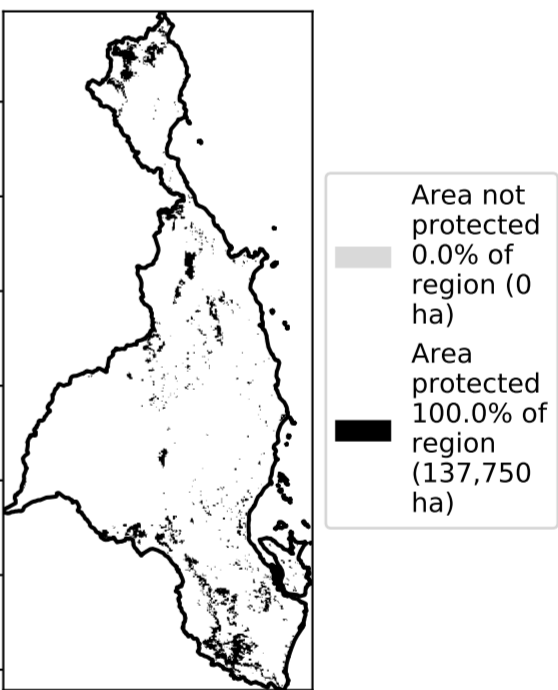 Area not
protected
0.0% of
region (0
ha)
Area
protected
100.0% of
region
(137,750
ha)